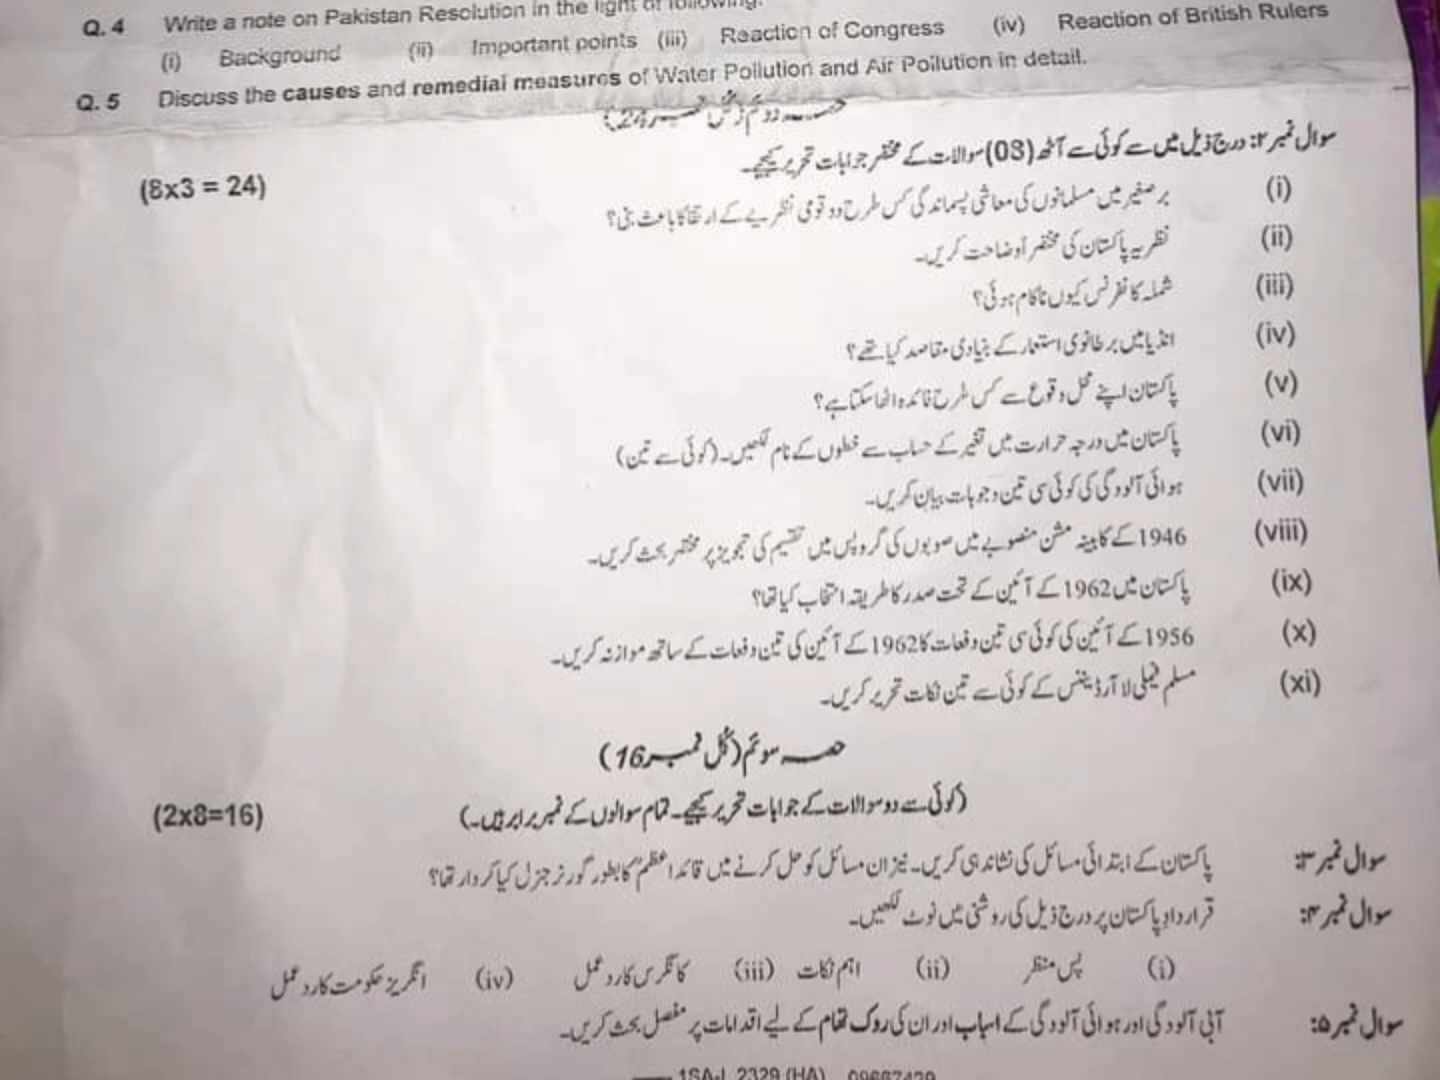 Q. 4 Write a note on Pakistan Resolution in the light of following:
(i) Background (ii) Important points (iii) Reaction of Congress (iv) Reaction of British Rulers
Q. 5 Discuss the causes and remedial measures of Water Pollution and Air Pollution in detail.
حصہ دوئم (کل نمبر 24)
سوال نمبر ۲: درج ذیل میں سے کوئی سے آٹھ (08) سوالات کے مختصر جوابات تحریر کیجیے۔
(8x3 = 24)
(i) برصغیر میں مسلمانوں کی معاشی پسماندگی کس طرح دو قومی نظریے کے ارتقا کا باعث بنی؟
(ii) نظریہ پاکستان کی مختصراً وضاحت کریں۔
(iii) شملہ کانفرنس کیوں ناکام ہوئی؟
(iv) انڈیا میں برطانوی استعمار کے بنیادی مقاصد کیا تھے؟
(v) پاکستان اپنے محل وقوع سے کس طرح فائدہ اٹھا سکتا ہے؟
(vi) پاکستان میں درجہ حرارت میں تغیر کے حساب سے خطوں کے نام لکھیں۔ (کوئی سے تین)
(vii) ہوائی آلودگی کی کوئی سی تین وجوہات بیان کریں۔
(viii) 1946 کے کابینہ مشن منصوبے میں صوبوں کی گروپس میں تقسیم کی تجویز پر مختصر بحث کریں۔
(ix) پاکستان میں 1962 کے آئین کے تحت صدر کا طریقہ انتخاب کیا تھا؟
(x) 1956 کے آئین کی کوئی سی تین دفعات کا 1962 کے آئین کی تین دفعات کے ساتھ موازنہ کریں۔
(xi) مسلم فیملی لا آرڈیننس کے کوئی سے تین نکات تحریر کریں۔
حصہ سوئم (کل نمبر 16)
(کوئی سے دو سوالات کے جوابات تحریر کیجیے۔ تمام سوالوں کے نمبر برابر ہیں۔) (2x8=16)
سوال نمبر ۳: پاکستان کے ابتدائی مسائل کی نشاندہی کریں۔ نیز ان مسائل کو حل کرنے میں قائداعظمؒ کا بطور گورنر جنرل کیا کردار تھا؟
سوال نمبر ۴: قرارداد پاکستان پر درج ذیل کی روشنی میں نوٹ لکھیں۔
(i) پس منظر (ii) اہم نکات (iii) کانگرس کا ردعمل (iv) انگریز حکومت کا ردعمل
سوال نمبر ۵: آبی آلودگی اور ہوائی آلودگی کے اسباب اور ان کی روک تھام کے لیے اقدامات پر مفصل بحث کریں۔
1SA-I 2329 (HA)